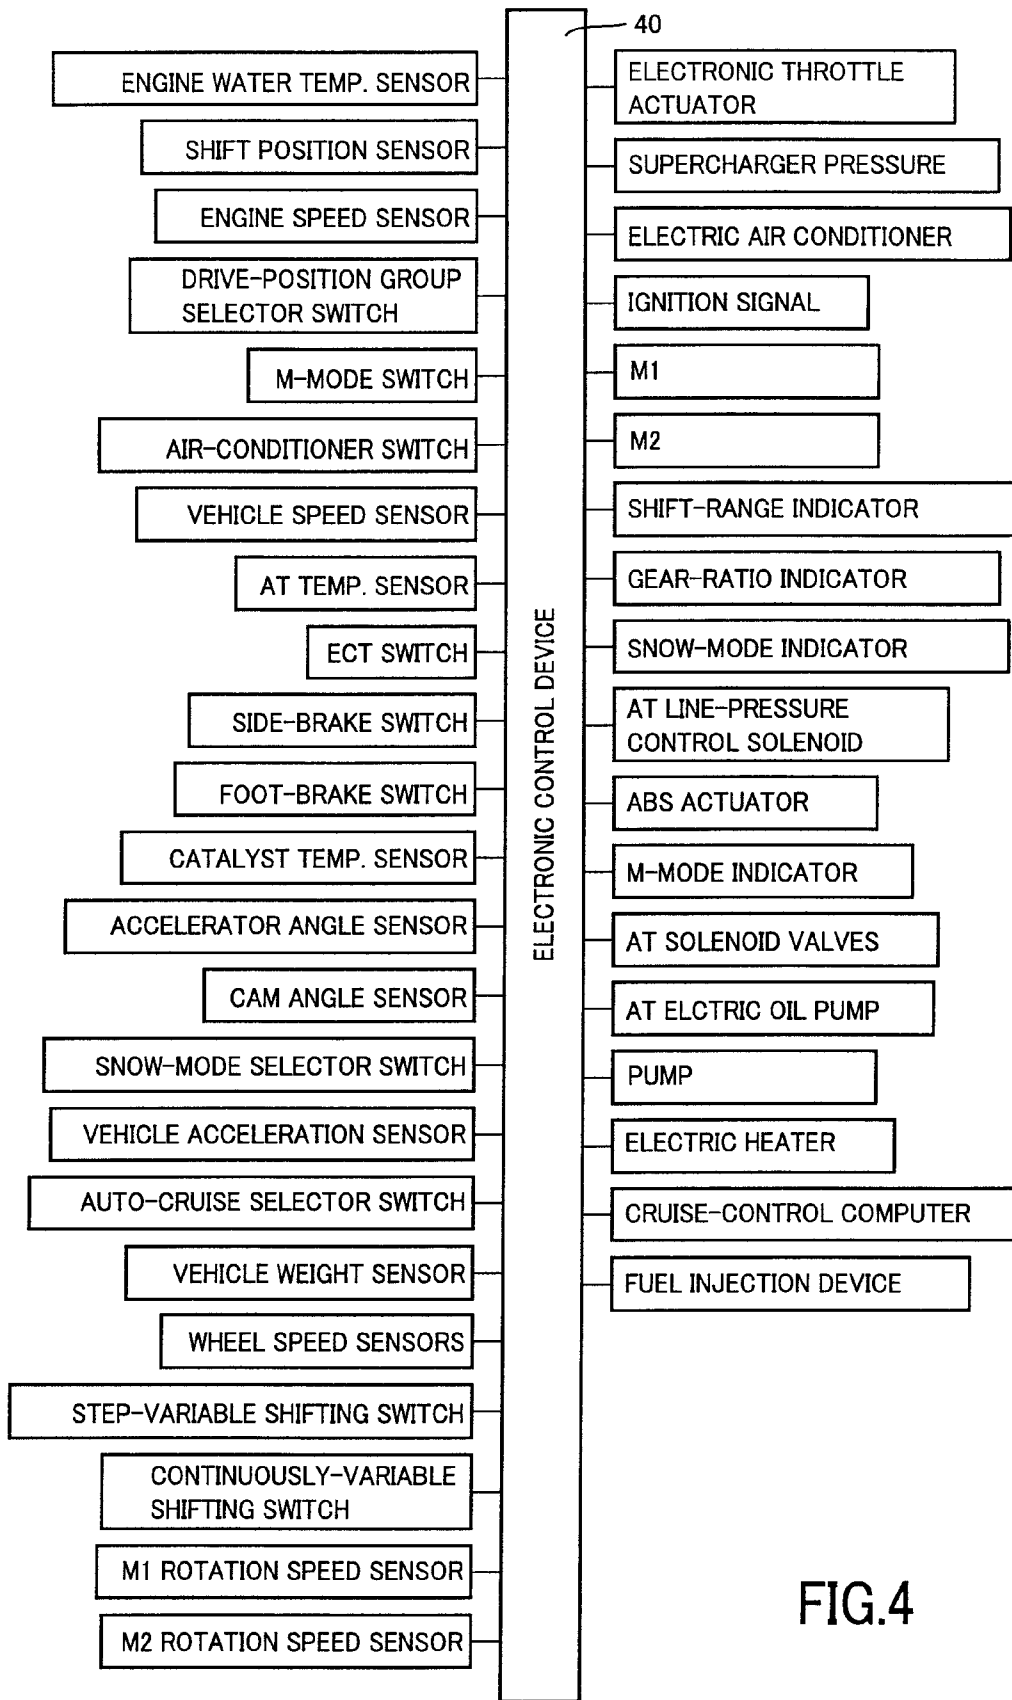 40
ENGINE WATER TEMP. SENSOR
SHIFT POSITION SENSOR
ENGINE SPEED SENSOR
DRIVE-POSITION GROUP
SELECTOR SWITCH
M-MODE SWITCH
AIR-CONDITIONER SWITCH
VEHICLE SPEED SENSOR
AT TEMP. SENSOR
ECT SWITCH
SIDE-BRAKE SWITCH
FOOT-BRAKE SWITCH
CATALYST TEMP. SENSOR
ACCELERATOR ANGLE SENSOR
CAM ANGLE SENSOR
SNOW-MODE SELECTOR SWITCH
VEHICLE ACCELERATION SENSOR
AUTO-CRUISE SELECTOR SWITCH
VEHICLE WEIGHT SENSOR
WHEEL SPEED SENSORS
STEP-VARIABLE SHIFTING SWITCH
CONTINUOUSLY-VARIABLE
SHIFTING SWITCH
M1 ROTATION SPEED SENSOR
M2 ROTATION SPEED SENSOR
ELECTRONIC CONTROL DEVICE
ELECTRONIC THROTTLE
ACTUATOR
SUPERCHARGER PRESSURE
ELECTRIC AIR CONDITIONER
IGNITION SIGNAL
M1
M2
SHIFT-RANGE INDICATOR
GEAR-RATIO INDICATOR
SNOW-MODE INDICATOR
AT LINE-PRESSURE
CONTROL SOLENOID
ABS ACTUATOR
M-MODE INDICATOR
AT SOLENOID VALVES
AT ELCTRIC OIL PUMP
PUMP
ELECTRIC HEATER
CRUISE-CONTROL COMPUTER
FUEL INJECTION DEVICE
FIG.4